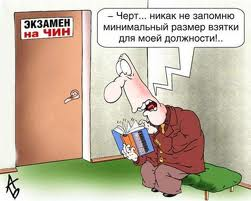 ЭКЗАМЕН
НА ЧИН
– Черт... никак не запомню
минимальный размер взятки
для моей должности!..